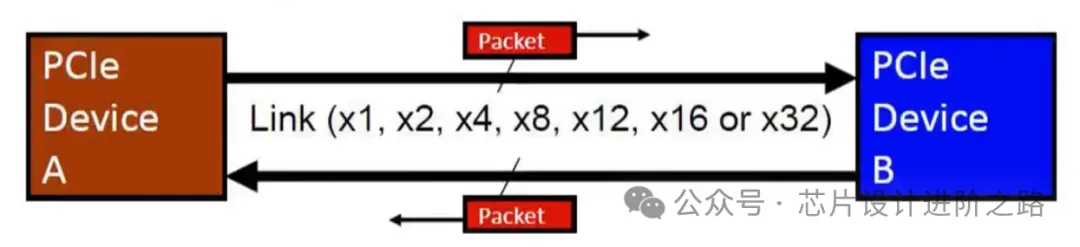 Packet
PCIe
Device
A
Link (x1, x2, x4, x8, x12, x16 or x32)
PCIe
Device
B
Packet
公众号 · 芯片设计进阶之路